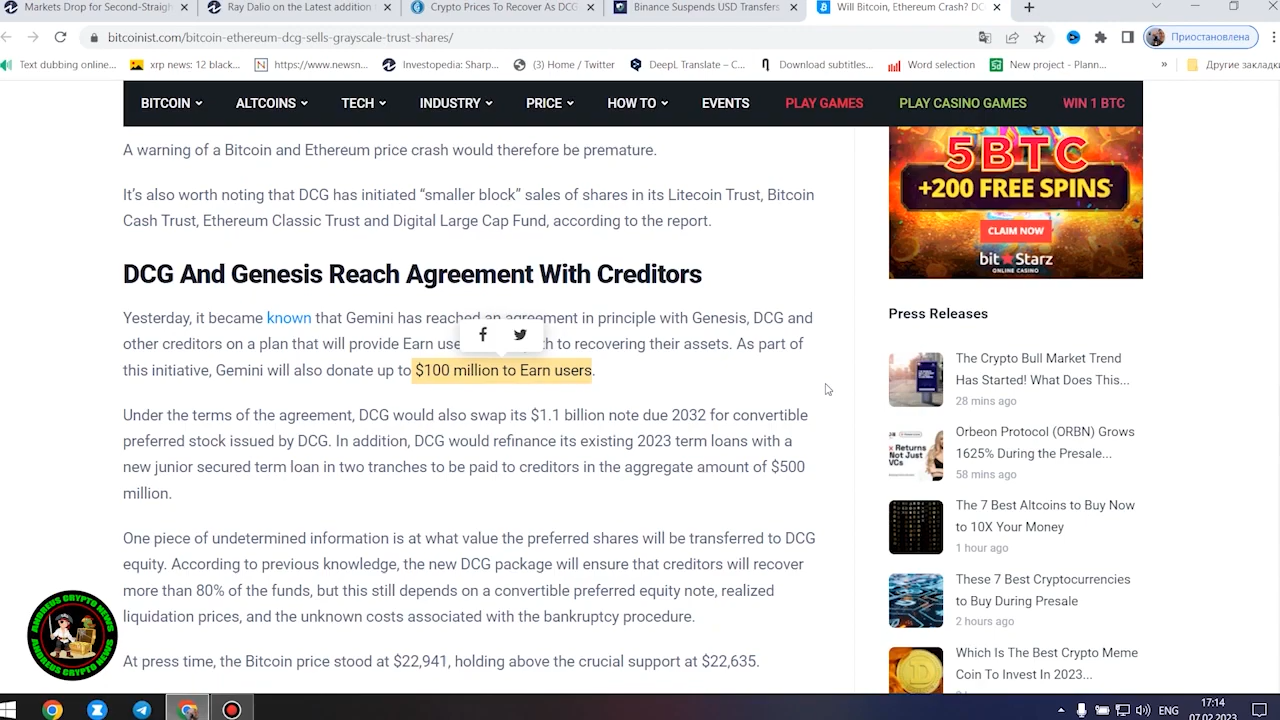 Markets Drop for Second-Straigh
Ray Dalio on the Latest addition
Crypto Prices To Recover As DCG
Binance Suspends USD Transfers
Will Bitcoin, Ethereum Crash? DC
bitcoinist.com/bitcoin-ethereum-dcg-sells-grayscale-trust-shares/
Приостановлена
Text dubbing online...
xrp news: 12 black...
https://www.newsn...
Investopedia: Sharp...
(3) Home / Twitter
DeepL Translate – C...
Download subtitles...
Word selection
New project - Plann...
»
Другие закладки
BITCOIN
ALTCOINS
TECH
INDUSTRY
PRICE
HOW TO
EVENTS
PLAY GAMES
PLAY CASINO GAMES
WIN 1 BTC
A warning of a Bitcoin and Ethereum price crash would therefore be premature.
It's also worth noting that DCG has initiated “smaller block” sales of shares in its Litecoin Trust, Bitcoin
Cash Trust, Ethereum Classic Trust and Digital Large Cap Fund, according to the report.
DCG And Genesis Reach Agreement With Creditors
Yesterday, it became known that Gemini has reached an agreement in principle with Genesis, DCG and
other creditors on a plan that will provide Earn use th to recovering their assets. As part of
this initiative, Gemini will also donate up to $100 million to Earn users.
Under the terms of the agreement, DCG would also swap its $1.1 billion note due 2032 for convertible
preferred stock issued by DCG. In addition, DCG would refinance its existing 2023 term loans with a
new junior secured term loan in two tranches to be paid to creditors in the aggregate amount of $500
million.
One piece of indetermined information is at what value the preferred shares will be transferred to DCG
equity. According to previous knowledge, the new DCG package will ensure that creditors will recover
more than 80% of the funds, but this still depends on a convertible preferred equity note, realized
liquidation prices, and the unknown costs associated with the bankruptcy procedure.
At press time, the Bitcoin price stood at $22,941, holding above the crucial support at $22,635.
5BTC
+200 FREE SPINS
CLAIM NOW
bit★Starz
ONLINE CASINO
Press Releases
The Crypto Bull Market Trend
Has Started! What Does This...
28 mins ago
Returns
Not Just
VCs
Orbeon Protocol (ORBN) Grows
1625% During the Presale...
58 mins ago
The 7 Best Altcoins to Buy Now
to 10X Your Money
1 hour ago
These 7 Best Cryptocurrencies
to Buy During Presale
2 hours ago
Which Is The Best Crypto Meme
Coin To Invest In 2023...
ANDREUS CRYPTO NEWS
ANDREUS CRYPTO NEWS
ENG
17:14
07.02.2023